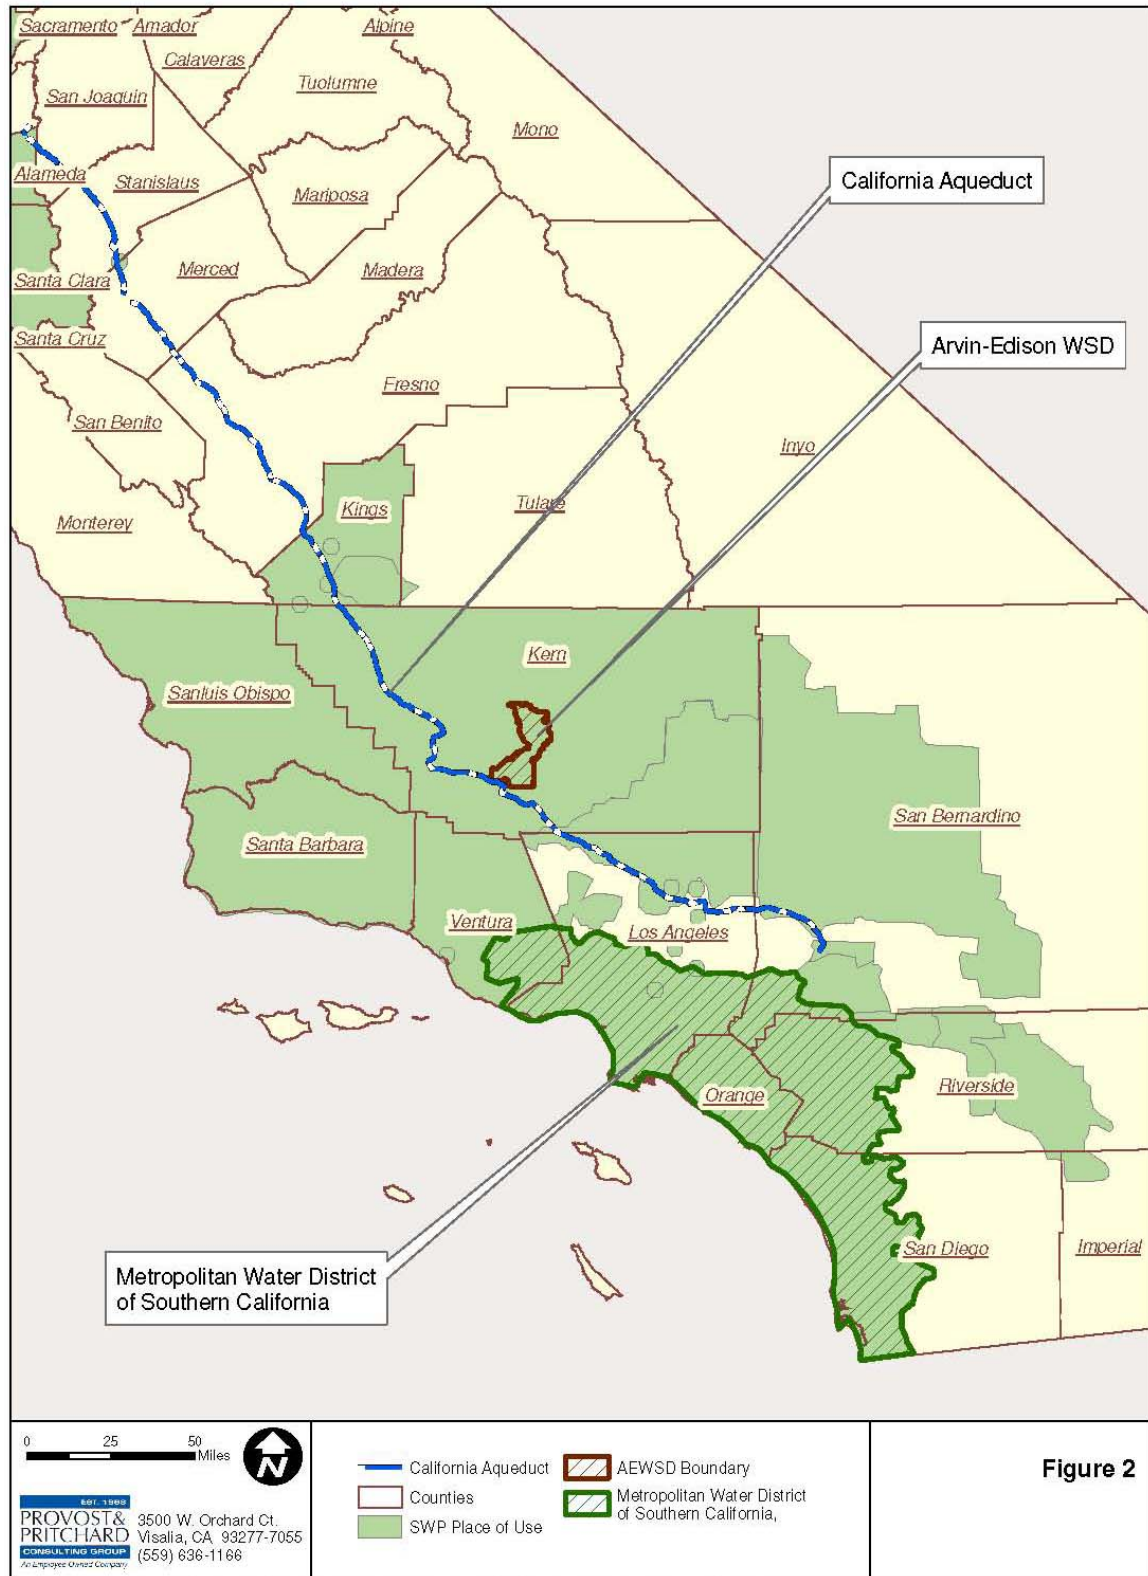 Sacramento
Amador
Alpine
Calaveras
Tuolumne
San Joaquin
Mono
Alameda
Stanislaus
California Aqueduct
Mariposa
Merced
Madera
Santa Clara
Santa Cruz
Arvin-Edison WSD
Fresno
San Benito
Inyo
Kings
Tulare
Monterey
Kern
Sanluis Obispo
San Bernardino
Santa Barbara
Ventura
Los Angeles
Riverside
Orange
San Diego
Imperial
Metropolitan Water District
of Southern California
0 25 50
Miles
N
EST. 1968
PROVOST&
PRITCHARD
CONSULTING GROUP
An Employee Owned Company
3500 W. Orchard Ct.
Visalia, CA 93277-7055
(559) 636-1166
California Aqueduct
Counties
SWP Place of Use
AEWSD Boundary
Metropolitan Water District
of Southern California,
Figure 2